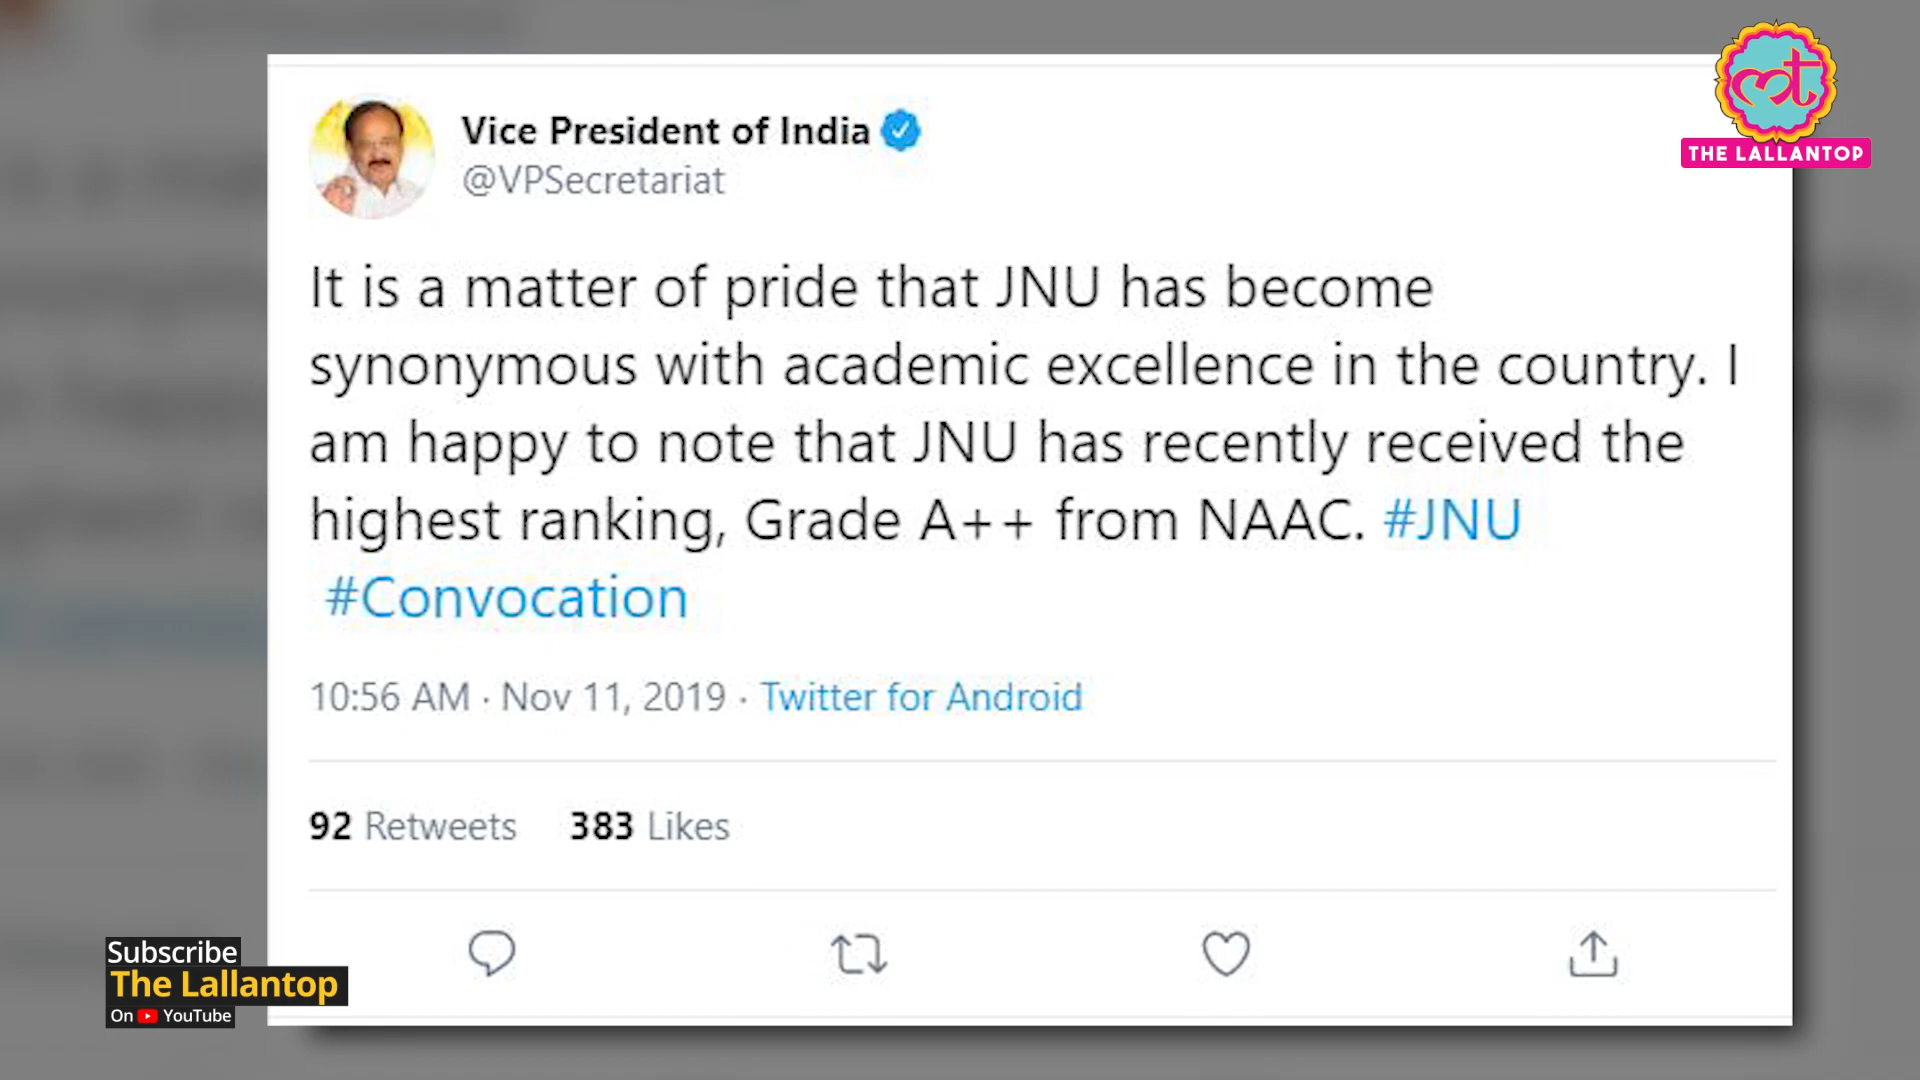 THE LALLANTOP
Vice President of India
@VPSecretariat
It is a matter of pride that JNU has become
synonymous with academic excellence in the country. I
am happy to note that JNU has recently received the
highest ranking, Grade A++ from NAAC. #JNU
#Convocation
10:56 AM · Nov 11, 2019 · Twitter for Android
92 Retweets 383 Likes
Subscribe
The Lallantop
On YouTube